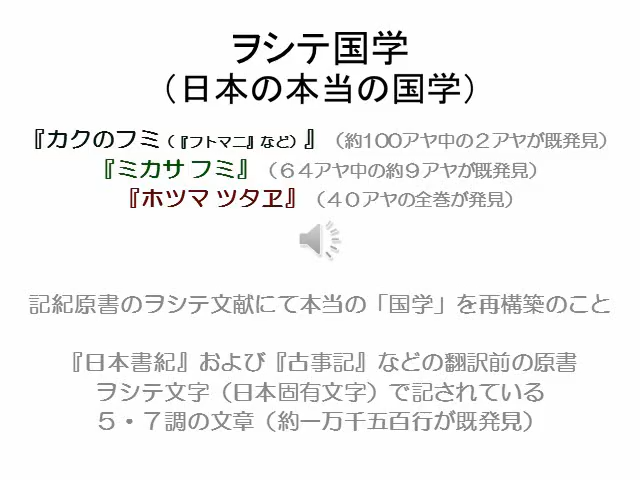 ヲシテ国学
（日本の本当の国学）
『カクのフミ（『フトマニ』など）』（約100アヤ中の２アヤが既発見）
『ミカサ フミ』（６４アヤ中の約９アヤが既発見）
『ホツマ ツタヱ』（４０アヤの全巻が発見）
記紀原書のヲシテ文献にて本当の「国学」を再構築のこと
『日本書紀』および『古事記』などの翻訳前の原書
ヲシテ文字（日本固有文字）で記されている
５・７調の文章（約一万千五百行が既発見）